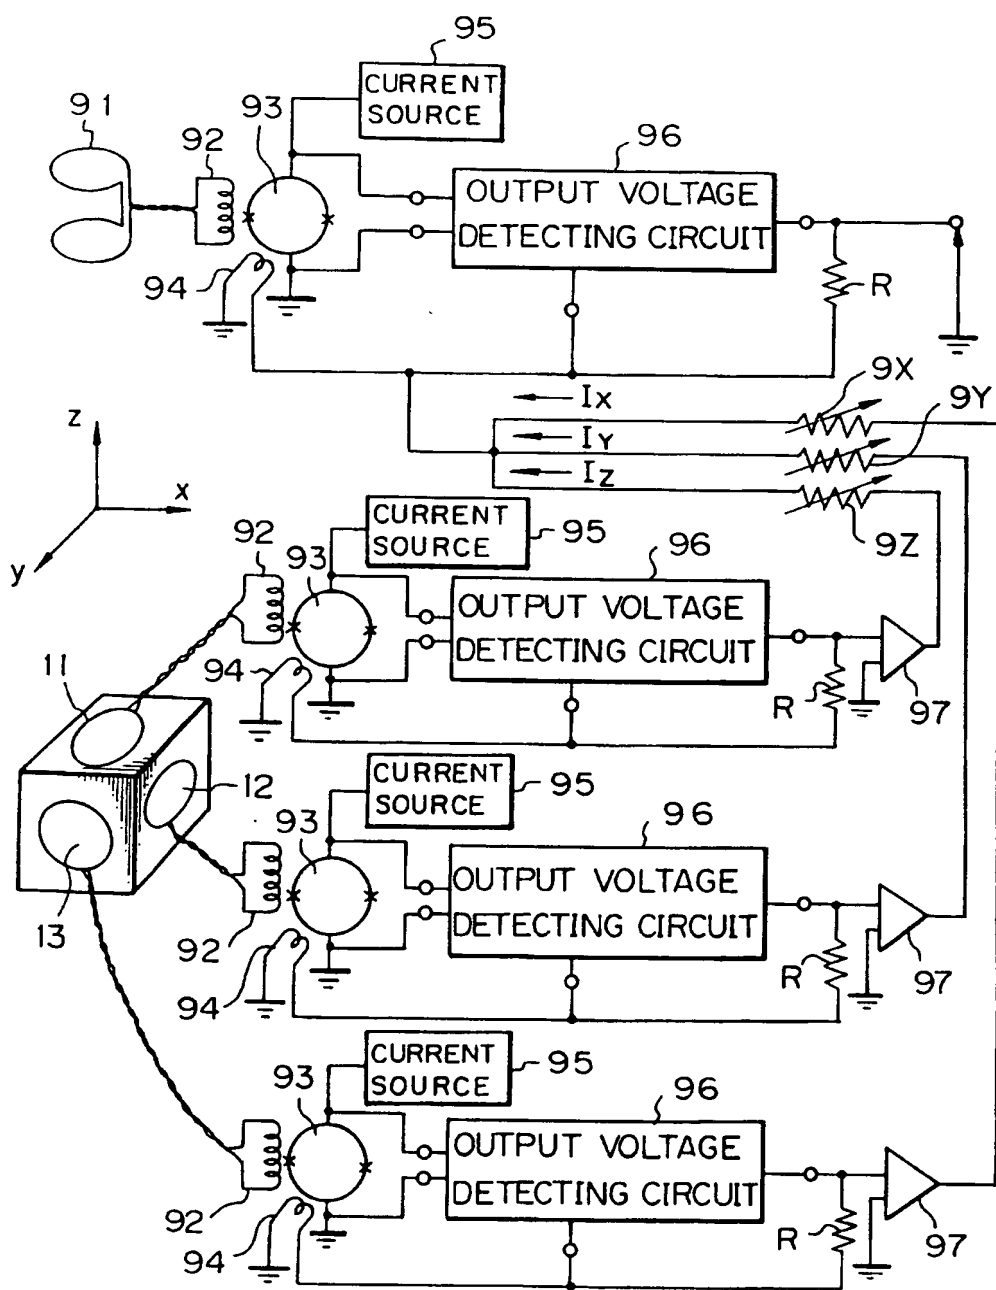 95
CURRENT
SOURCE
91
93
92
96
OUTPUT VOLTAGE
DETECTING CIRCUIT
94
R
9X
9Y
IX
IY
IZ
z
x
y
CURRENT
SOURCE
95
9Z
92
93
96
OUTPUT VOLTAGE
DETECTING CIRCUIT
94
R
97
11
12
13
CURRENT
SOURCE
95
93
96
OUTPUT VOLTAGE
DETECTING CIRCUIT
92
94
R
97
CURRENT
SOURCE
95
93
96
OUTPUT VOLTAGE
DETECTING CIRCUIT
92
94
R
97